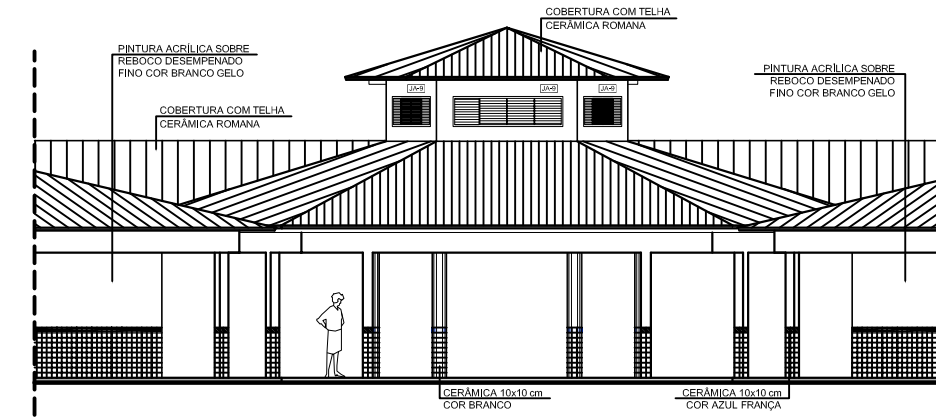 COBERTURA COM TELHA
CERÂMICA ROMANA
PINTURA ACRÍLICA SOBRE
REBOCO DESEMPENADO
FINO COR BRANCO GELO
PINTURA ACRÍLICA SOBRE
REBOCO DESEMPENADO
FINO COR BRANCO GELO
JA-9
JA-9
JA-9
COBERTURA COM TELHA
CERÂMICA ROMANA
CERÂMICA 10x10 cm
COR BRANCO
CERÂMICA 10x10 cm
COR AZUL FRANÇA